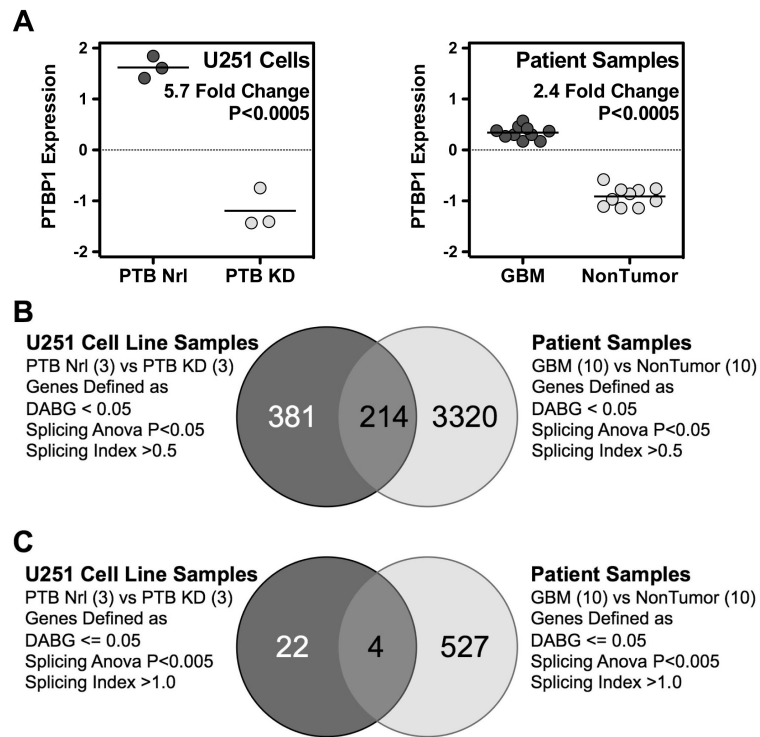 A
PTBP1 Expression
2
1
0
-1
-2
U251 Cells
5.7 Fold Change
P<0.0005
PTB Nrl
PTB KD
PTBP1 Expression
2
1
0
-1
-2
Patient Samples
2.4 Fold Change
P<0.0005
GBM
NonTumor
B
U251 Cell Line Samples
PTB Nrl (3) vs PTB KD (3)
Genes Defined as
DABG < 0.05
Splicing Anova P<0.05
Splicing Index >0.5
381
214
3320
Patient Samples
GBM (10) vs NonTumor (10)
Genes Defined as
DABG < 0.05
Splicing Anova P<0.05
Splicing Index >0.5
C
U251 Cell Line Samples
PTB Nrl (3) vs PTB KD (3)
Genes Defined as
DABG <= 0.05
Splicing Anova P<0.005
Splicing Index >1.0
22
4
527
Patient Samples
GBM (10) vs NonTumor (10)
Genes Defined as
DABG <= 0.05
Splicing Anova P<0.005
Splicing Index >1.0